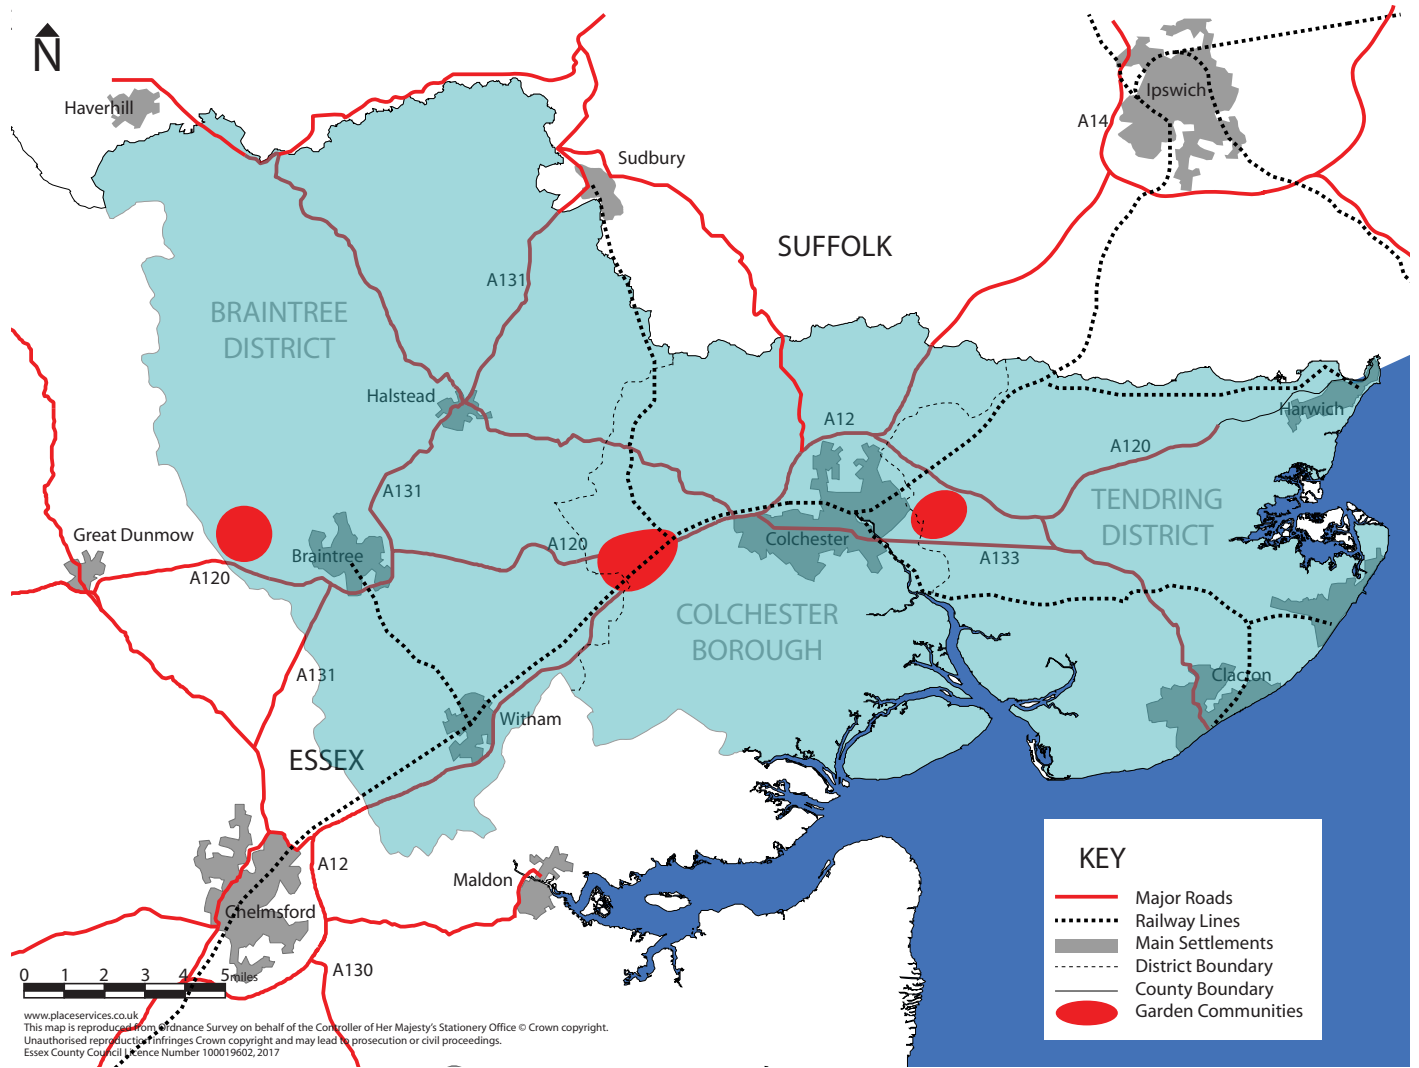 N
Haverhill
Sudbury
Ipswich
A14
SUFFOLK
A131
BRAINTREE
DISTRICT
Halstead
A12
Harwich
A120
A131
TENDRING
DISTRICT
Great Dunmow
Braintree
A120
Colchester
A133
A120
COLCHESTER
BOROUGH
A131
Clacton
Witham
ESSEX
A12
Maldon
Chelmsford
A130
KEY
Major Roads
Railway Lines
Main Settlements
District Boundary
County Boundary
Garden Communities
0 1 2 3 4 5miles
www.placeservices.co.uk
This map is reproduced from Ordnance Survey on behalf of the Controller of Her Majesty's Stationery Office © Crown copyright.
Unauthorised reproduction infringes Crown copyright and may lead to prosecution or civil proceedings.
Essex County Council Licence Number 100019602, 2017